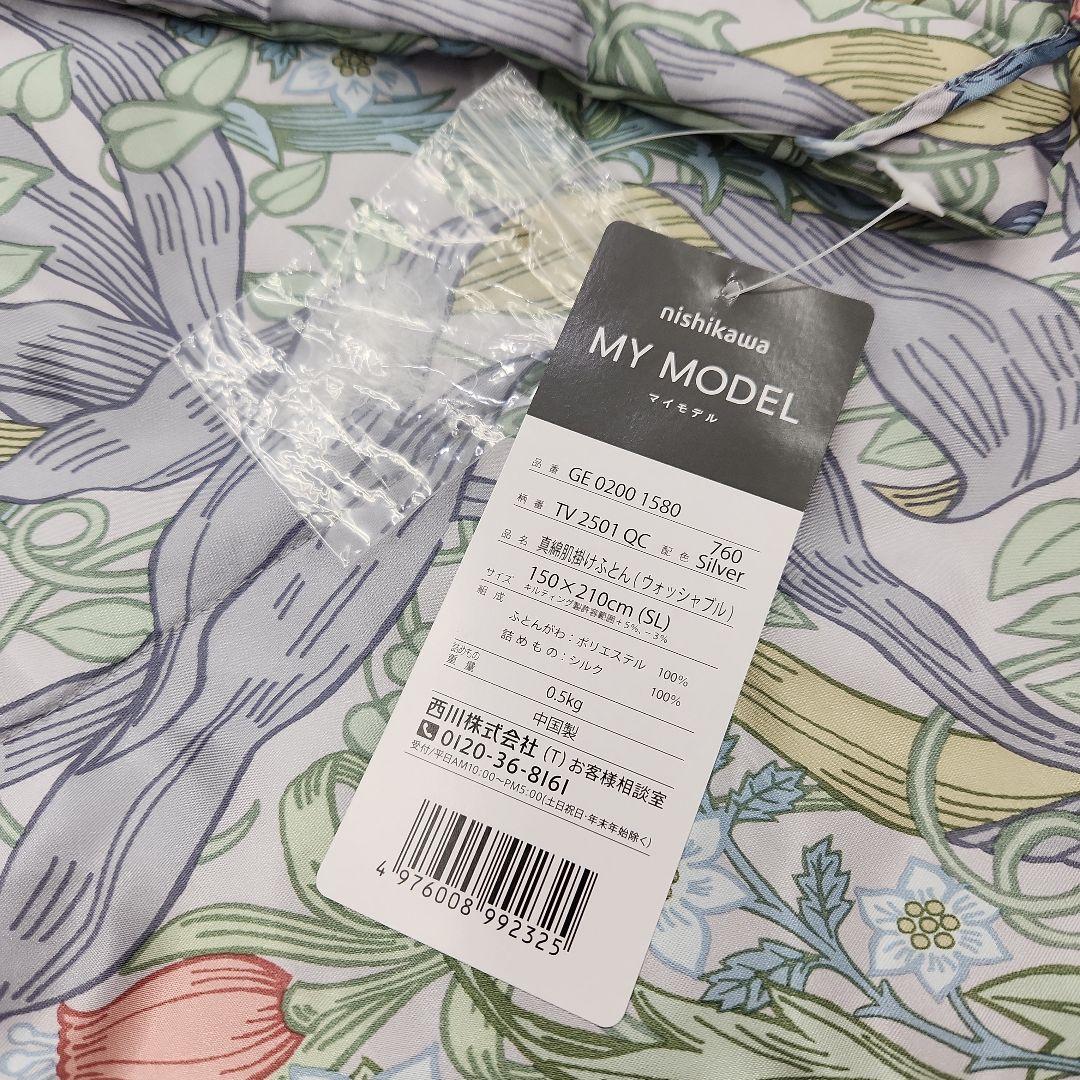 nishikawa
MY MODEL
マイモデル
品番 GE 0200 1580
柄番 TV 2501 QC 配色 760 Silver
品名 真綿肌掛けふとん(ウォッシャブル)
サイズ 150×210cm (SL)
キルティング製許容範囲+5%、-3%
組成 ふとんがわ:ポリエステル 100%
詰めもの:シルク 100%
詰めもの重量 0.5kg
中国製
西川株式会社 (T) お客様相談室
0120-36-8161
受付/平日AM10:00~PM5:00(土日祝日・年末年始除く)
4 976008 992325